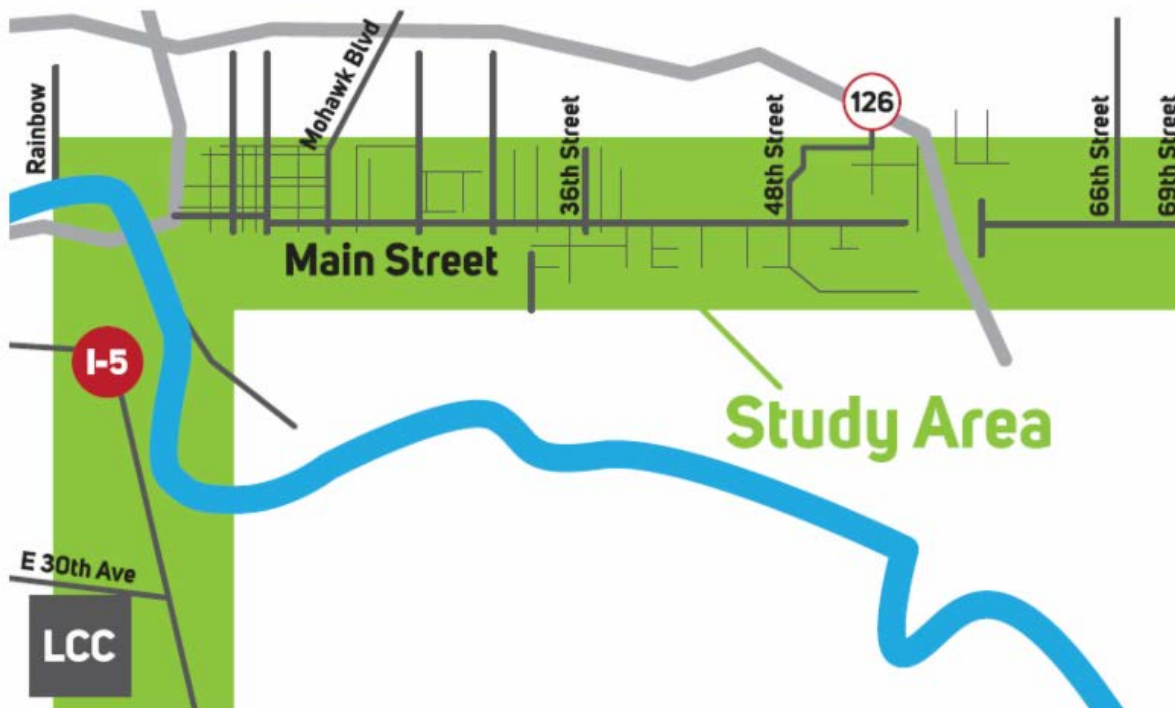 Rainbow
Mohawk Blvd
36th Street
48th Street
126
66th Street
69th Street
Main Street
I-5
Study Area
E 30th Ave
LCC